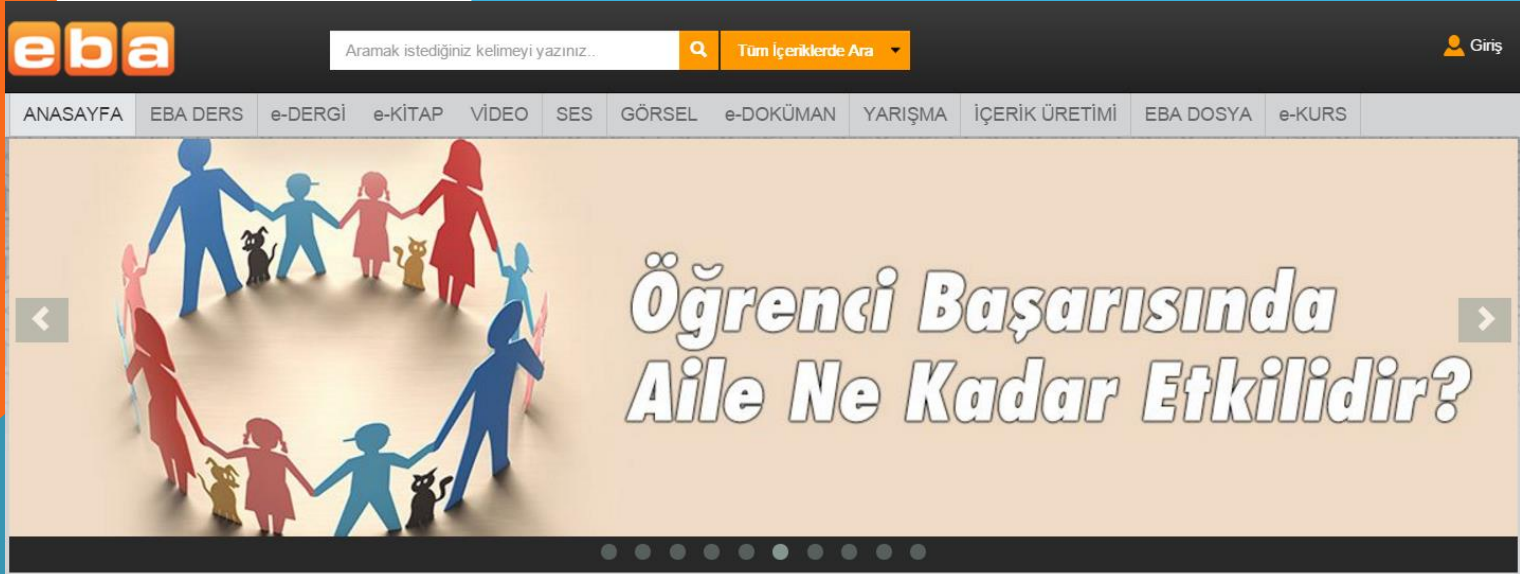 eba
Aramak istediğiniz kelimeyi yazınız..
Tüm İçeriklerde Ara
Giriş
ANASAYFA EBA DERS e-DERGİ e-KİTAP VİDEO SES GÖRSEL e-DOKÜMAN YARIŞMA İÇERİK ÜRETİMİ EBA DOSYA e-KURS
Öğrenci Başarısında
Aile Ne Kadar Etkilidir?